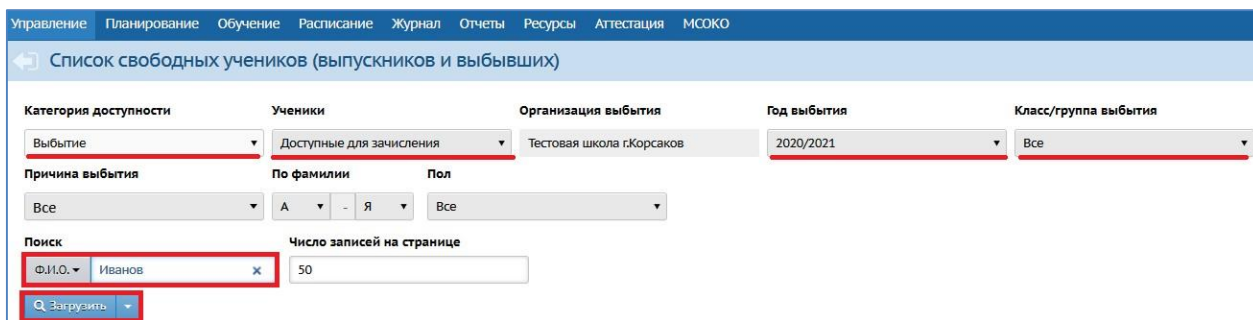 Управление Планирование Обучение Расписание Журнал Отчеты Ресурсы Аттестация МСОКО
Список свободных учеников (выпускников и выбывших)
Категория доступности Ученики Организация выбытия Год выбытия Класс/группа выбытия
Выбытие Доступные для зачисления Тестовая школа г.Корсаков 2020/2021 Все
Причина выбытия По фамилии Пол
Все А - Я Все
Поиск Число записей на странице
Ф.И.О. Иванов 50
Загрузить